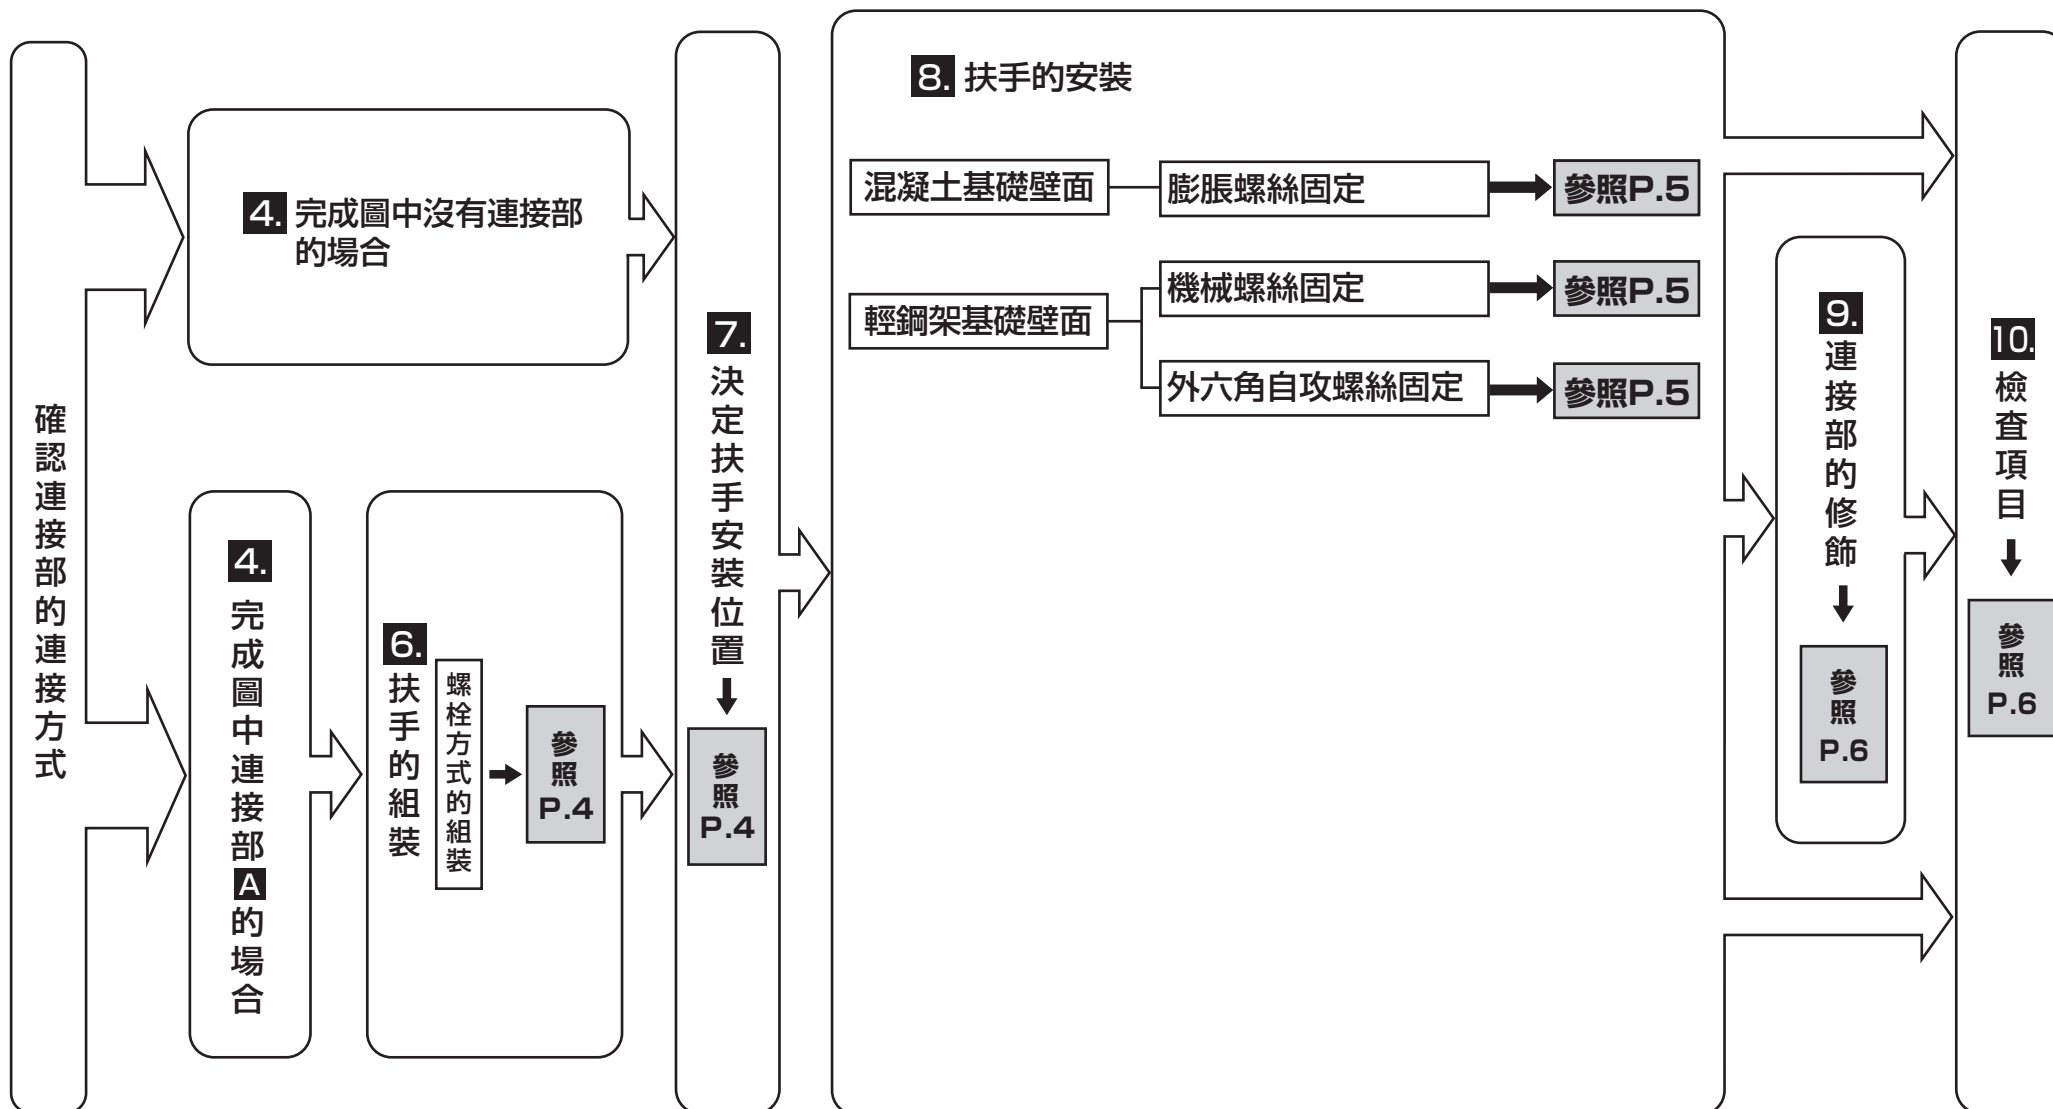 確認連接部的連接方式
4. 完成圖中沒有連接部
的場合
4. 完成圖中連接部A的場合
6. 扶手的組裝
螺栓方式的組裝
參照
P.4
7. 決定扶手安裝位置
參照
P.4
8. 扶手的安裝
混凝土基礎壁面
膨脹螺絲固定
參照P.5
輕鋼架基礎壁面
機械螺絲固定
參照P.5
外六角自攻螺絲固定
參照P.5
9. 連接部的修飾
參照
P.6
10. 檢查項目
參照
P.6